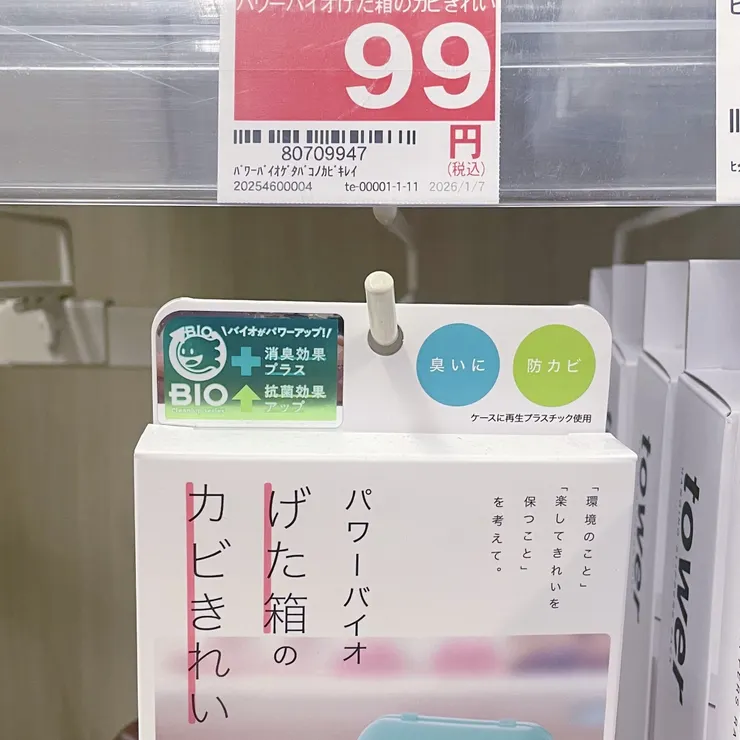 パワーバイオげた箱のカビきれい
99
円
(税込)
80709947
ﾊﾟﾜｰﾊﾞｲｵｹﾞﾀﾊﾞｺﾉｶﾋﾞｷﾚｲ
20254600004 te-00001-1-11 2026/1/7
BIO
\バイオがパワーアップ!/
消臭効果
プラス
BIO
抗菌効果
アップ
臭いに
防カビ
ケースに再生プラスチック使用
「環境のこと」
「楽してきれいを
保つこと」
を考えて。
パワーバイオ
げた箱の
カビきれい
tower
tower